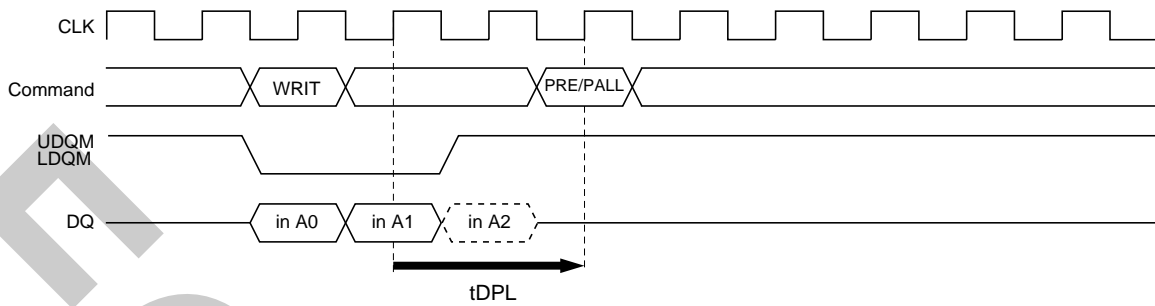 CLK
Command WRIT PRE/PALL
UDQM
LDQM
DQ in A0 in A1 in A2
tDPL